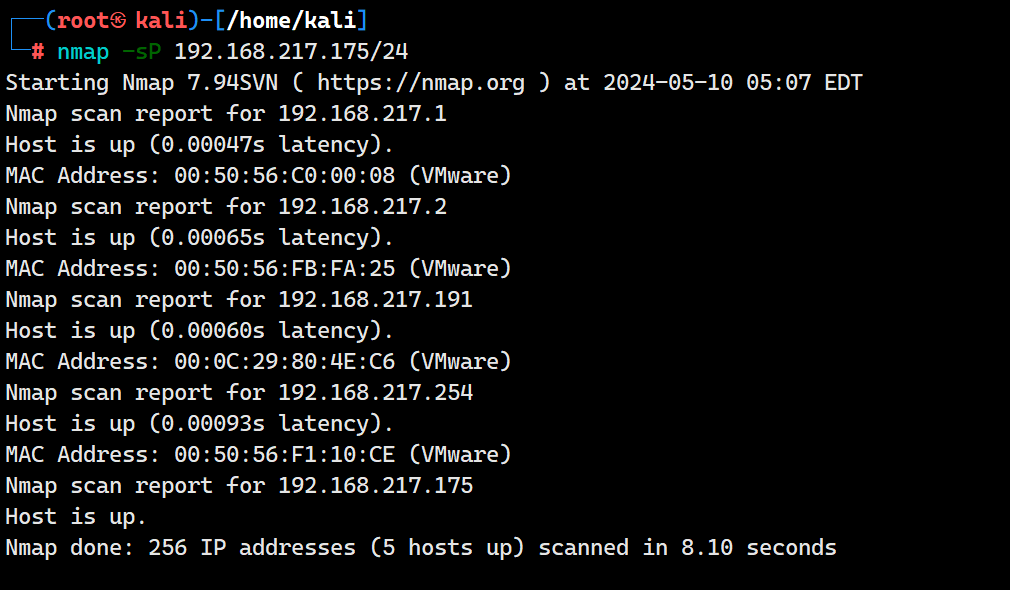 ┌──(root㉿kali)-[/home/kali]
└─# nmap -sP 192.168.217.175/24
Starting Nmap 7.94SVN ( https://nmap.org ) at 2024-05-10 05:07 EDT
Nmap scan report for 192.168.217.1
Host is up (0.00047s latency).
MAC Address: 00:50:56:C0:00:08 (VMware)
Nmap scan report for 192.168.217.2
Host is up (0.00065s latency).
MAC Address: 00:50:56:FB:FA:25 (VMware)
Nmap scan report for 192.168.217.191
Host is up (0.00060s latency).
MAC Address: 00:0C:29:80:4E:C6 (VMware)
Nmap scan report for 192.168.217.254
Host is up (0.00093s latency).
MAC Address: 00:50:56:F1:10:CE (VMware)
Nmap scan report for 192.168.217.175
Host is up.
Nmap done: 256 IP addresses (5 hosts up) scanned in 8.10 seconds